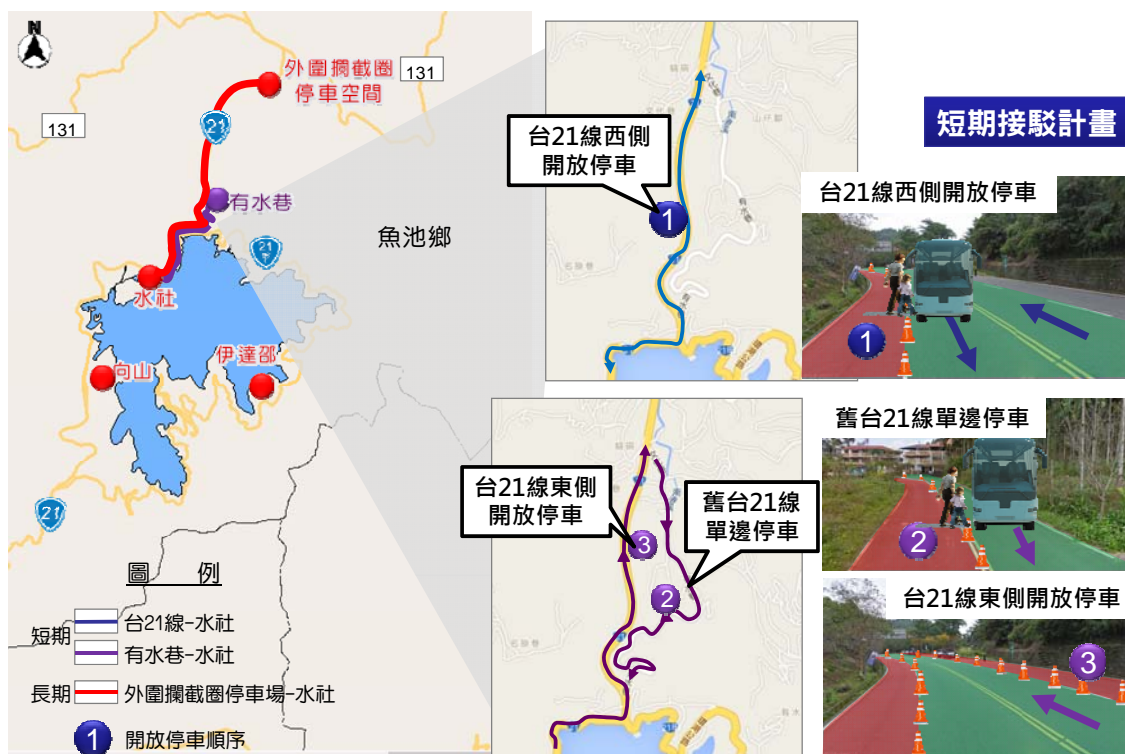 N
外圍攔截圈
停車空間
131
131
21
有水巷
21
甲
魚池鄉
水社
向山
伊達邵
21
圖 例
短期
台21線-水社
有水巷-水社
長期
外圍攔截圈停車場-水社
1
開放停車順序
台21線西側
開放停車
1
台21線東側
開放停車
3
舊台21線
單邊停車
2
短期接駁計畫
台21線西側開放停車
1
舊台21線單邊停車
2
台21線東側開放停車
3